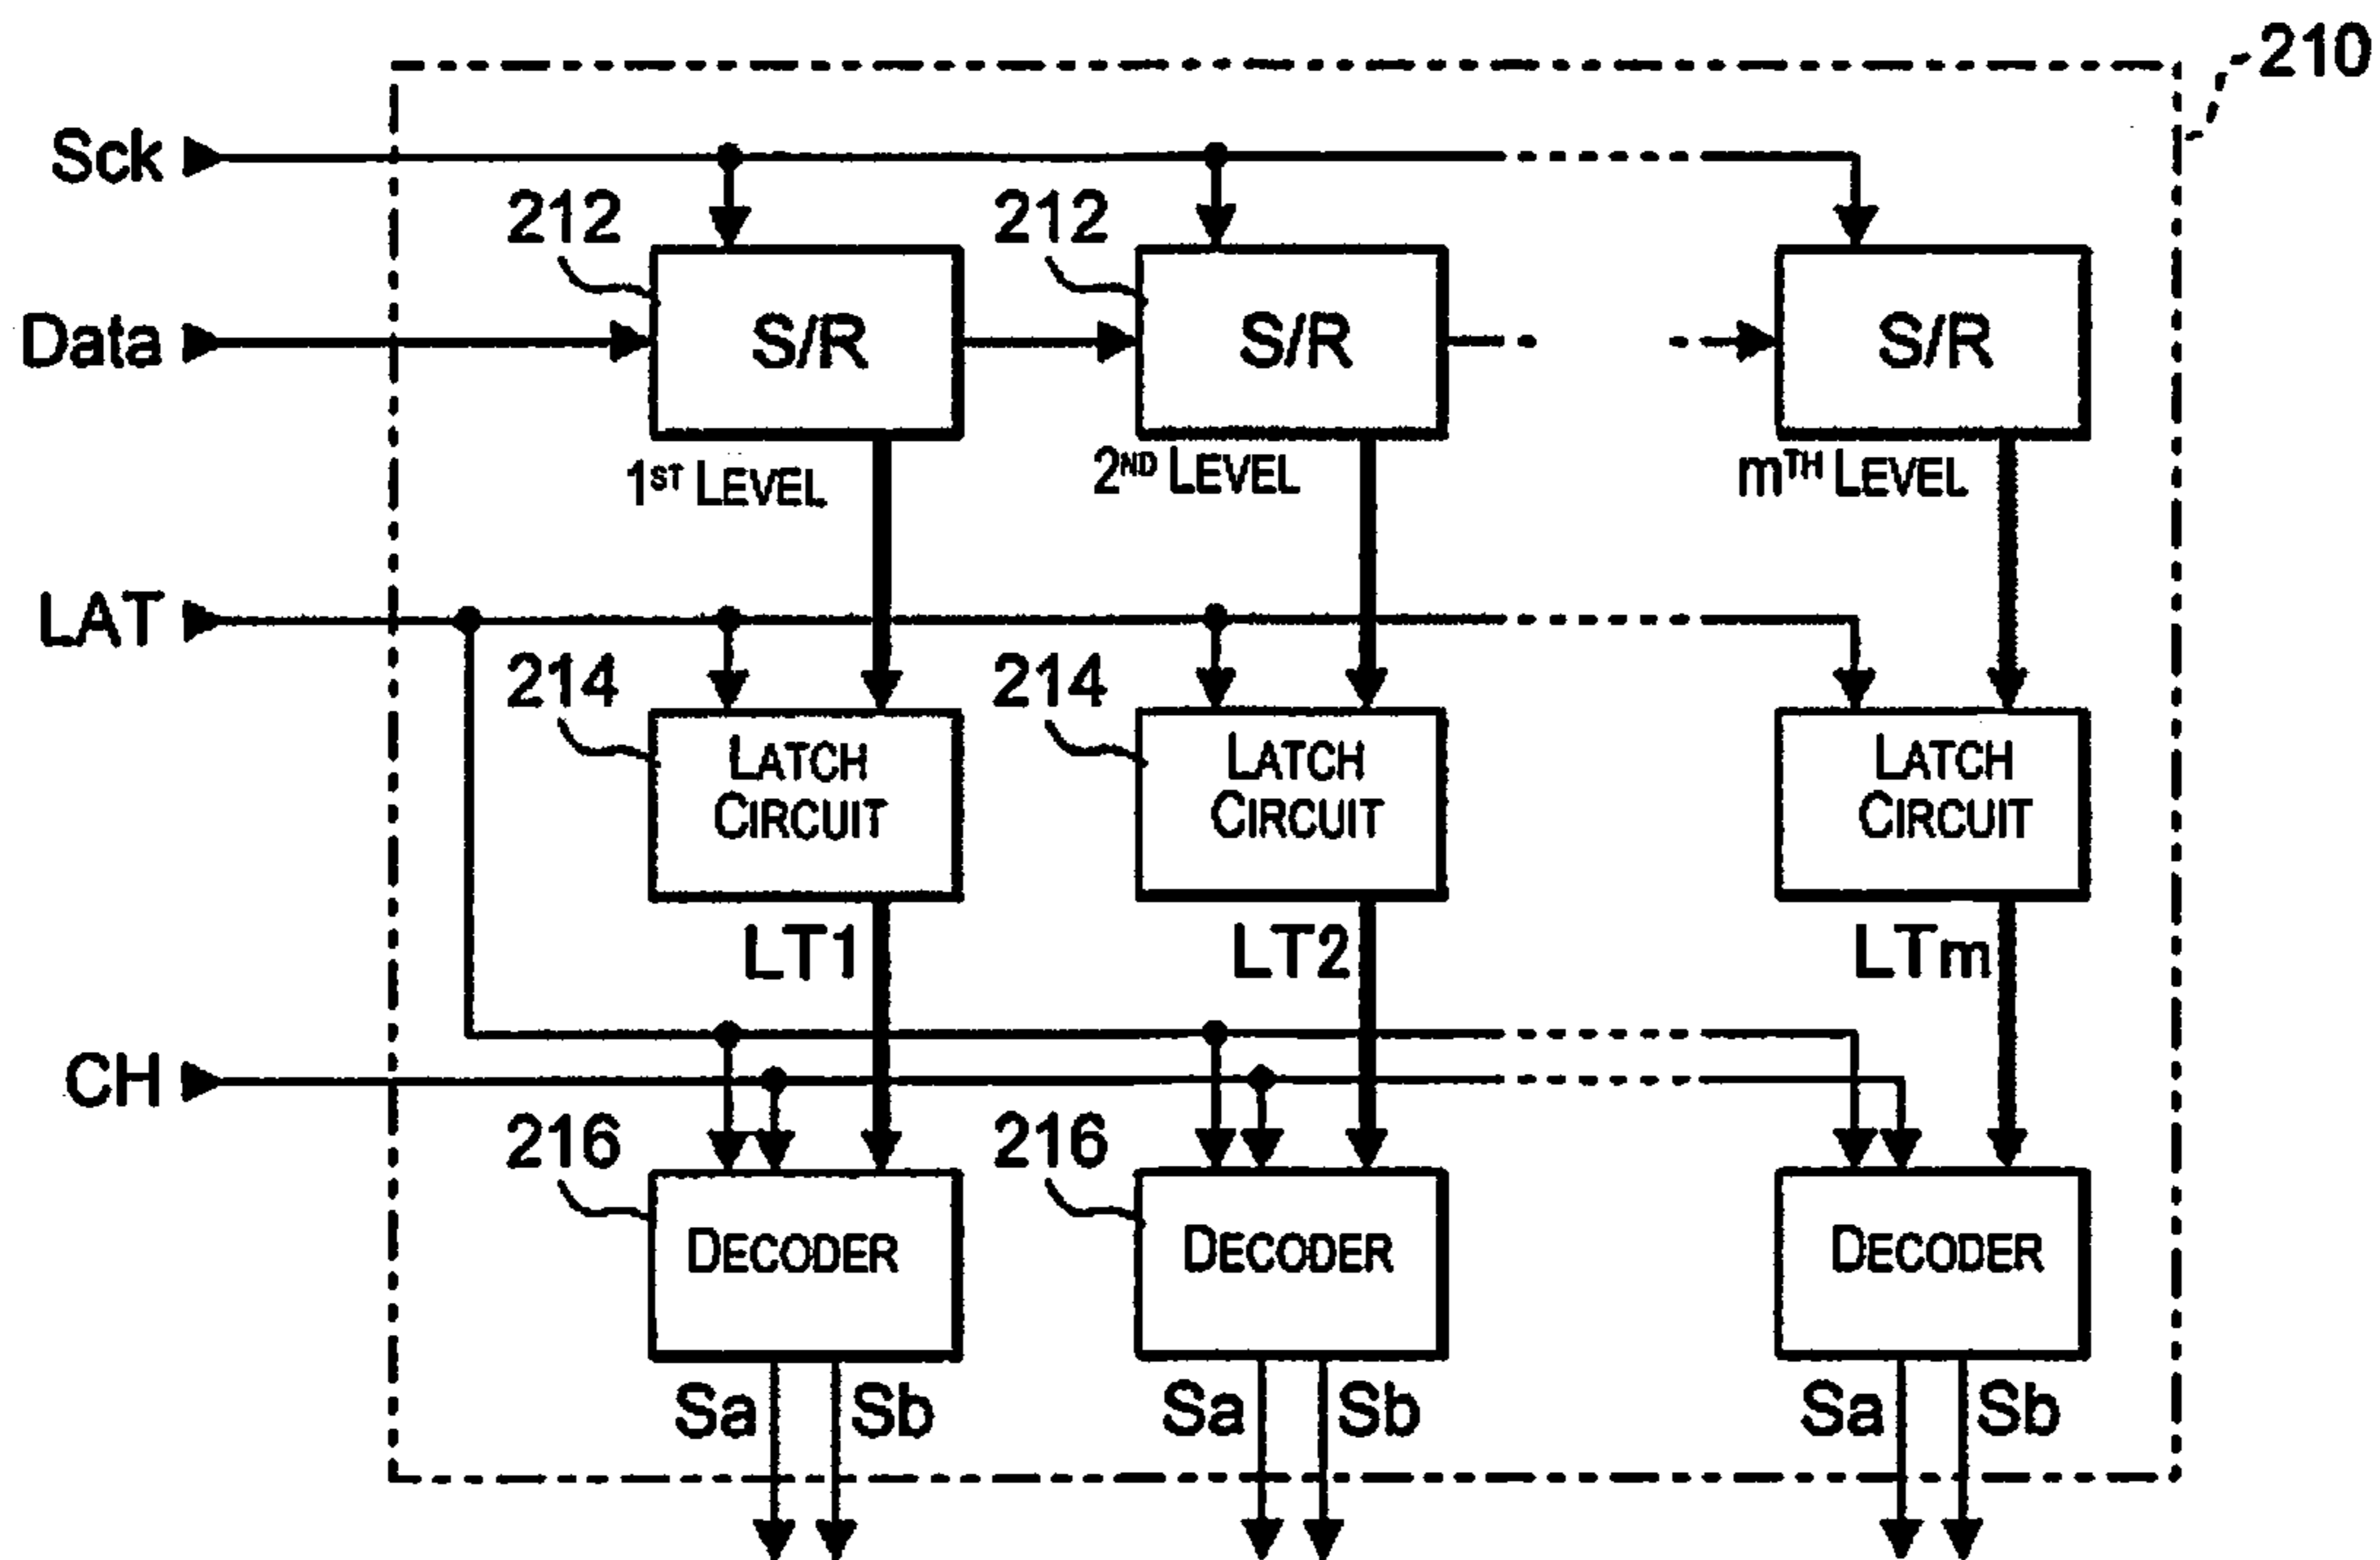 210
Sck
212
212
Data
S/R
S/R
S/R
1ST LEVEL
2ND LEVEL
mTH LEVEL
LAT
214
214
LATCH
CIRCUIT
LATCH
CIRCUIT
LATCH
CIRCUIT
LT1
LT2
LTm
CH
216
216
DECODER
DECODER
DECODER
Sa
Sb
Sa
Sb
Sa
Sb